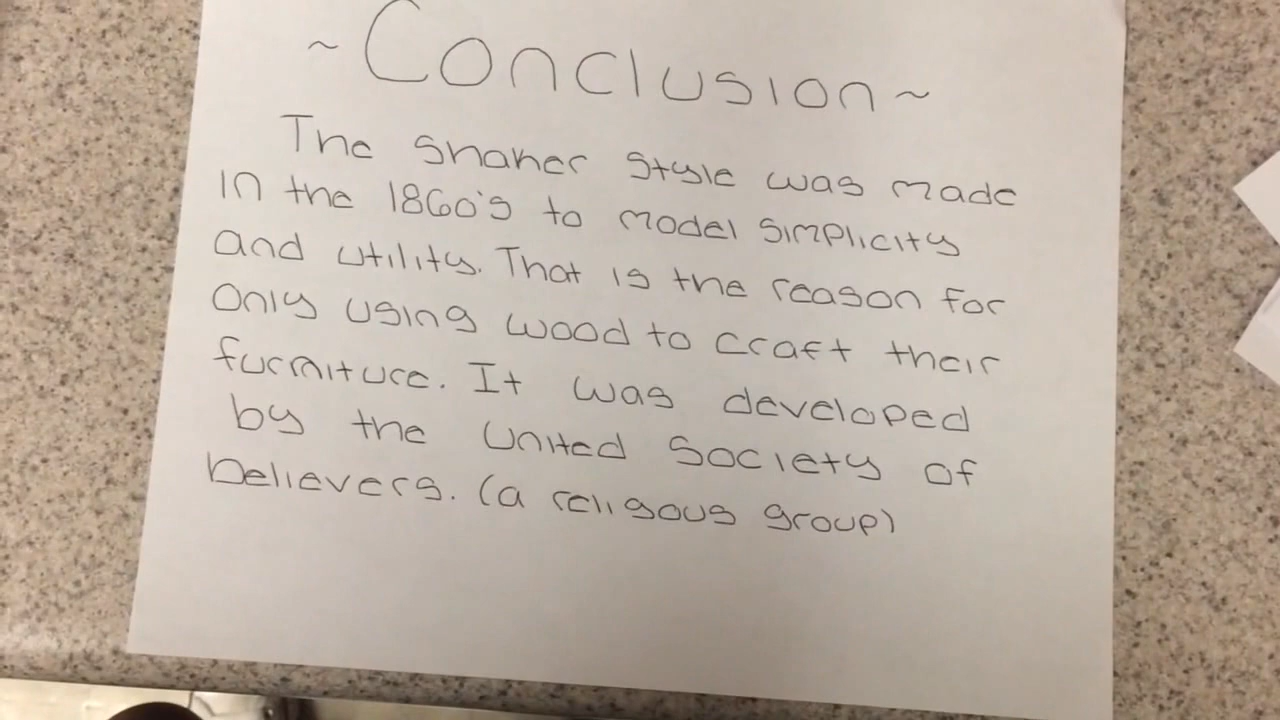 ~ Conclusion ~
The Shaker Style was made
in the 1860's to model simplicity
and utility. That is the reason for
only using wood to craft their
furniture. It was developed
by the United Society of
believers. (a religous group)